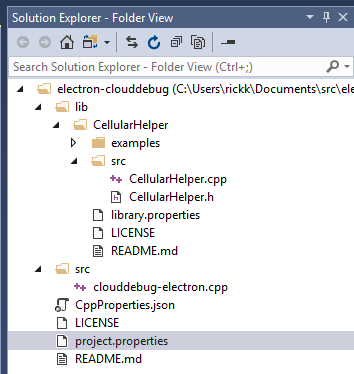 Solution Explorer - Folder View
Search Solution Explorer - Folder View (Ctrl+;)
electron-clouddebug (C:\Users\rickk\Documents\src\ele
lib
CellularHelper
examples
src
CellularHelper.cpp
CellularHelper.h
library.properties
LICENSE
README.md
src
clouddebug-electron.cpp
CppProperties.json
LICENSE
project.properties
README.md